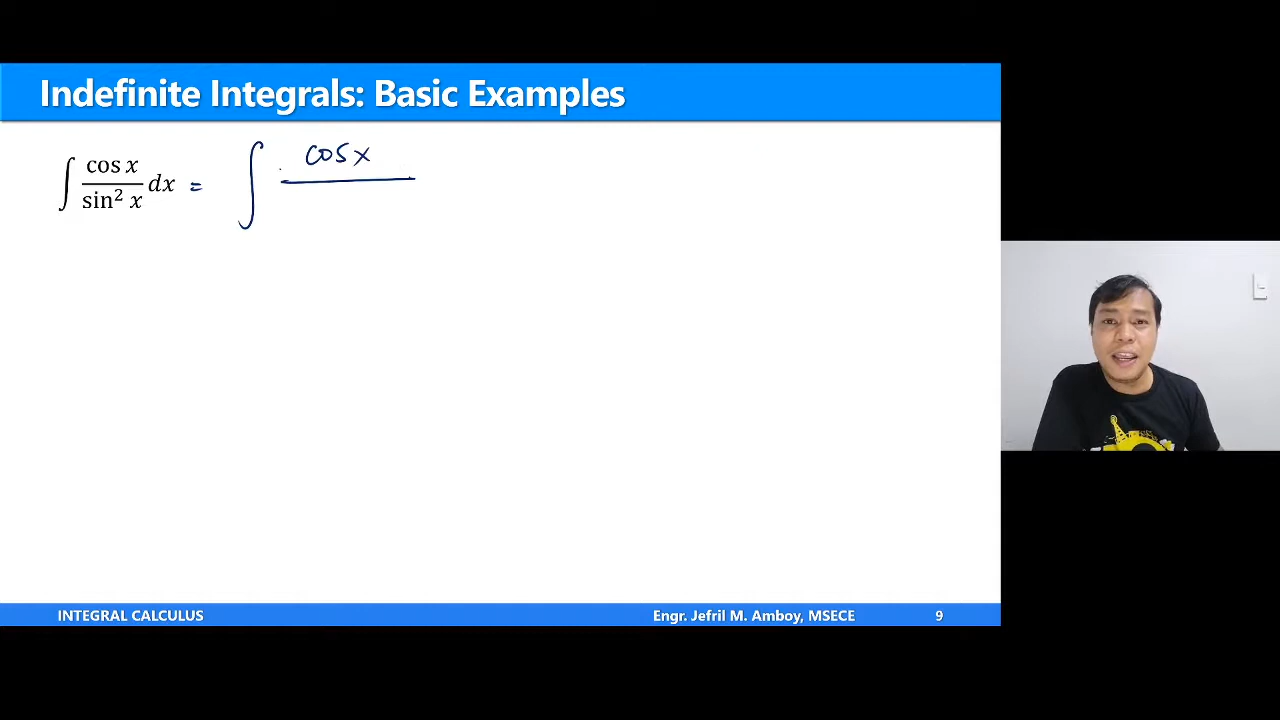 Indefinite Integrals: Basic Examples
∫ cos x / sin² x dx = ∫ cos x
INTEGRAL CALCULUS Engr. Jefril M. Amboy, MSECE 9